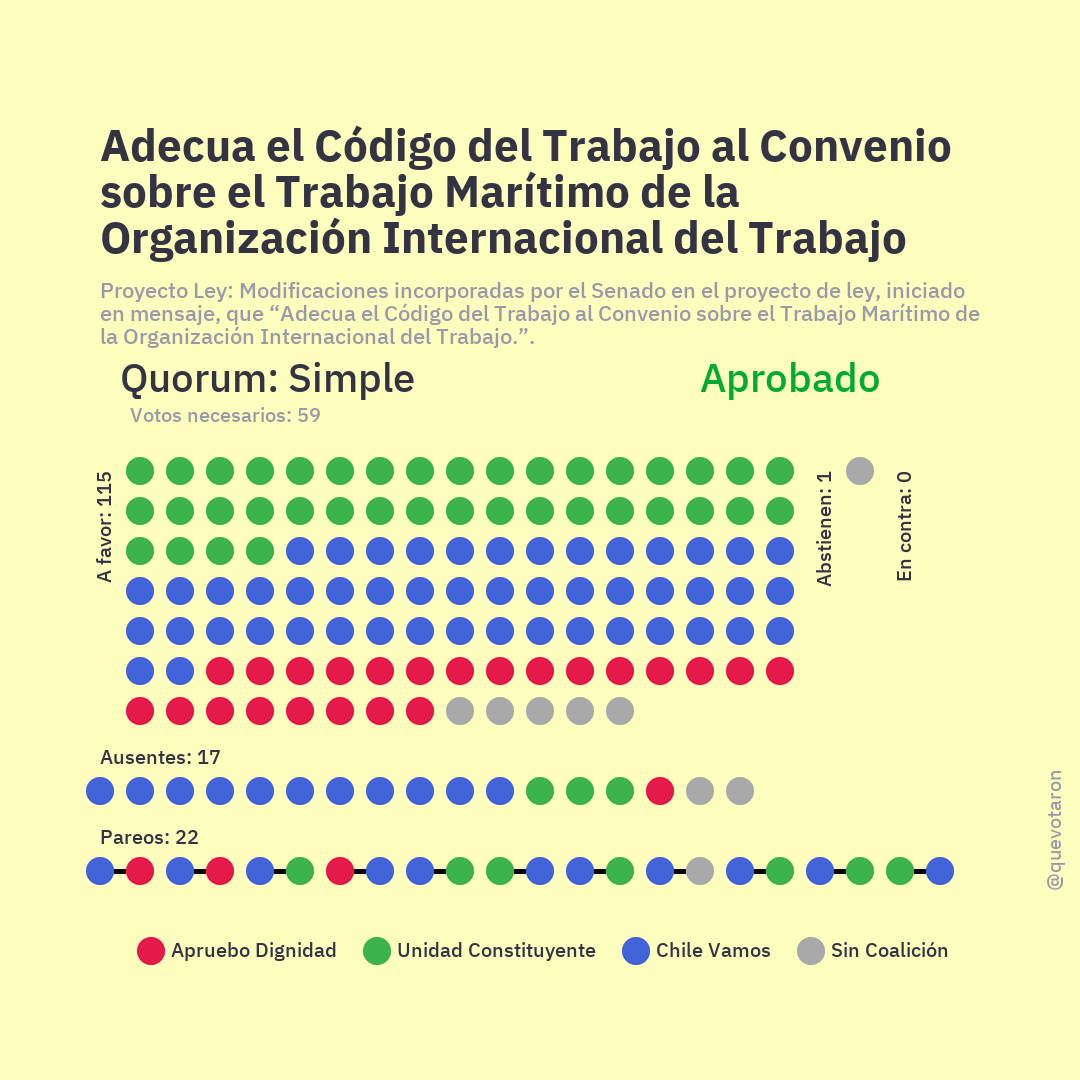 Adecua el Código del Trabajo al Convenio
sobre el Trabajo Marítimo de la
Organización Internacional del Trabajo
Proyecto Ley: Modificaciones incorporadas por el Senado en el proyecto de ley, iniciado
en mensaje, que “Adecua el Código del Trabajo al Convenio sobre el Trabajo Marítimo de
la Organización Internacional del Trabajo.”.
Quorum: Simple
Aprobado
Votos necesarios: 59
A favor: 115
Abstienen: 1
En contra: 0
Ausentes: 17
Pareos: 22
@quevotaron
Apruebo Dignidad
Unidad Constituyente
Chile Vamos
Sin Coalición